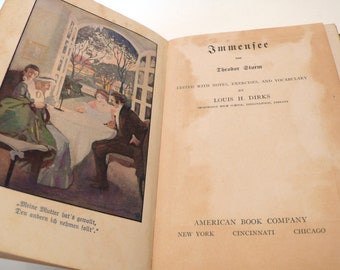 „Meine Mutter hat's gewollt,
Den andern ich nehmen sollt'."
Immensee
von
Theodor Storm
EDITED WITH NOTES, EXERCISES, AND VOCABULARY
BY
LOUIS H. DIRKS
AMERICAN BOOK COMPANY
NEW YORK CINCINNATI CHICAGO